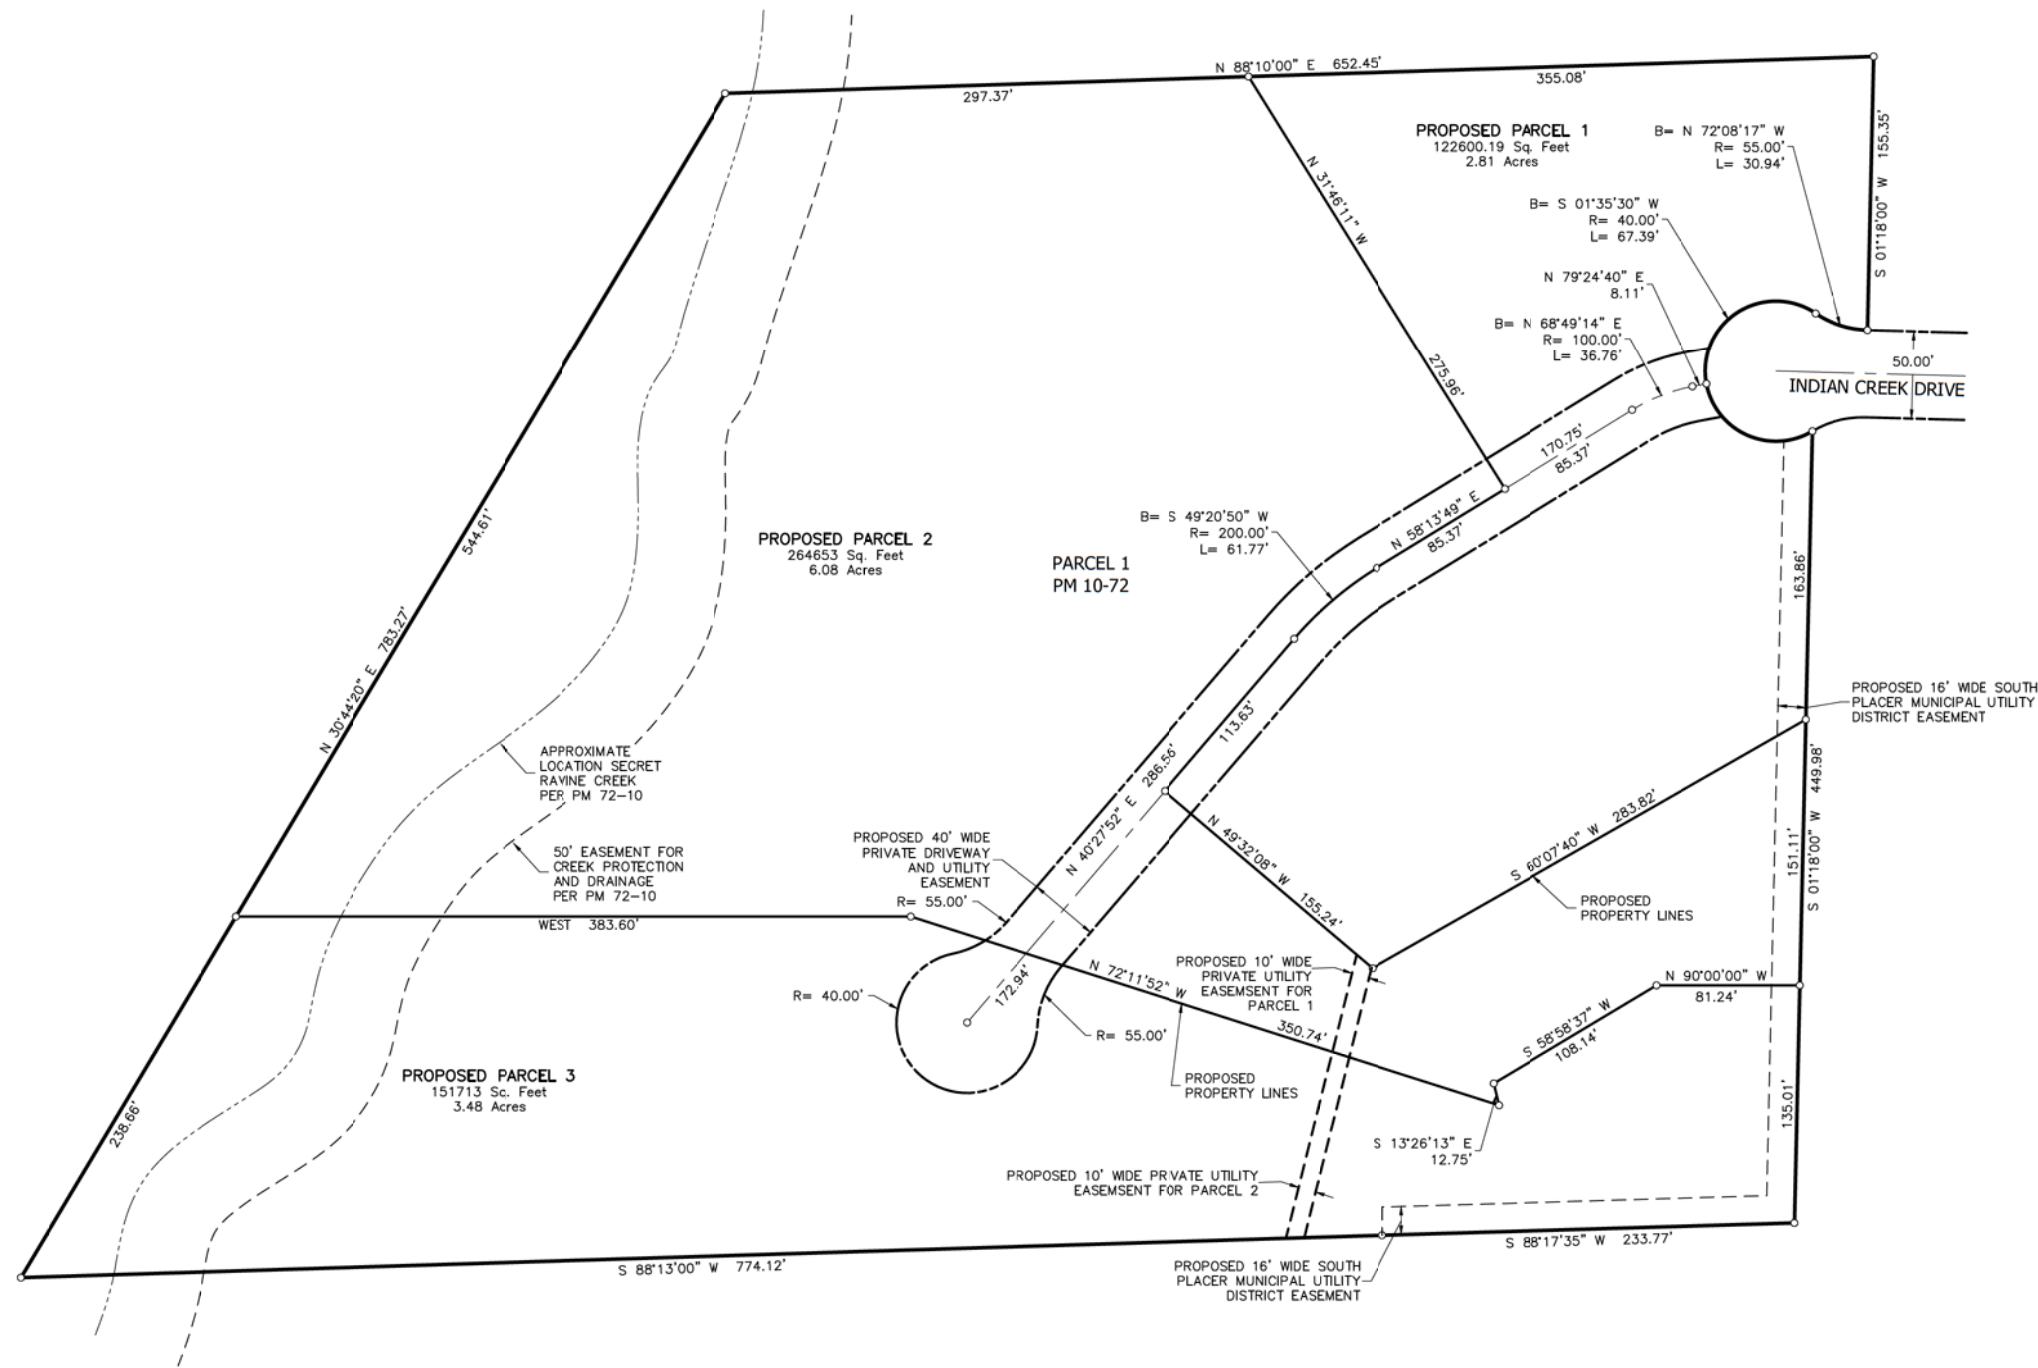 N 88°10'00" E 652.45'
297.37'
355.08'
PROPOSED PARCEL 1
122600.19 Sq. Feet
2.81 Acres
B= N 72°08'17" W
R= 55.00'
L= 30.94'
S 01°18'00" W 155.35'
B= S 01°35'30" W
R= 40.00'
L= 67.39'
N 79°24'40" E
8.11'
B= N 68°49'14" E
R= 100.00'
L= 36.76'
N 31°46'11" W
275.96'
50.00'
INDIAN CREEK DRIVE
170.75'
85.37'
N 58°13'49" E
85.37'
B= S 49°20'50" W
R= 200.00'
L= 61.77'
544.61'
PROPOSED PARCEL 2
264653 Sq. Feet
6.08 Acres
PARCEL 1
PM 10-72
163.86'
N 30°44'20" E 783.27'
PROPOSED 16' WIDE SOUTH
PLACER MUNICIPAL UTILITY
DISTRICT EASEMENT
113.63'
APPROXIMATE
LOCATION SECRET
RAVINE CREEK
PER PM 72-10
N 40°27'52" E 286.56'
S 60°07'40" W 283.82'
151.11'
S 01°18'00" W 449.98'
50' EASEMENT FOR
CREEK PROTECTION
AND DRAINAGE
PER PM 72-10
PROPOSED 40' WIDE
PRIVATE DRIVEWAY
AND UTILITY
EASEMENT
R= 55.00'
N 49°32'08" W 155.24'
PROPOSED
PROPERTY LINES
WEST 383.60'
PROPOSED 10' WIDE
PRIVATE UTILITY
EASEMSENT FOR
PARCEL 1
N 72°11'52" W
350.74'
N 90°00'00" W
81.24'
R= 40.00'
172.94'
R= 55.00'
S 58°58'37" W
108.14'
PROPOSED PARCEL 3
151713 Sq. Feet
3.48 Acres
PROPOSED
PROPERTY LINES
238.66'
135.01'
S 13°26'13" E
12.75'
PROPOSED 10' WIDE PRIVATE UTILITY
EASEMSENT FOR PARCEL 2
S 88°17'35" W 233.77'
S 88°13'00" W 774.12'
PROPOSED 16' WIDE SOUTH
PLACER MUNICIPAL UTILITY
DISTRICT EASEMENT